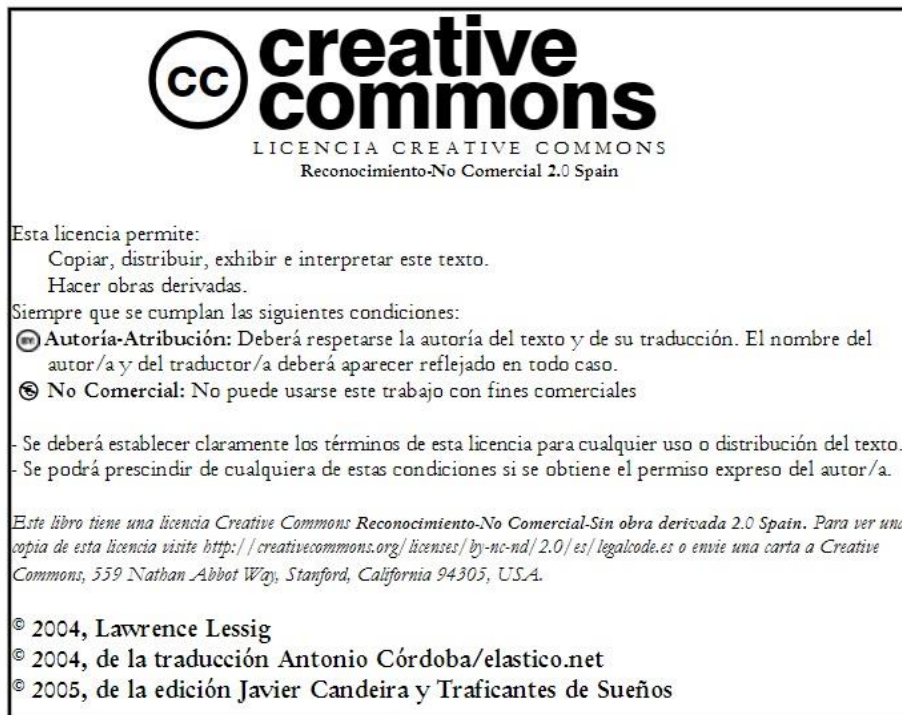 cc creative
commons
LICENCIA CREATIVE COMMONS
Reconocimiento-No Comercial 2.0 Spain
Esta licencia permite:
Copiar, distribuir, exhibir e interpretar este texto.
Hacer obras derivadas.
Siempre que se cumplan las siguientes condiciones:
BY Autoría-Atribución: Deberá respetarse la autoría del texto y de su traducción. El nombre del
autor/a y del traductor/a deberá aparecer reflejado en todo caso.
No Comercial: No puede usarse este trabajo con fines comerciales
- Se deberá establecer claramente los términos de esta licencia para cualquier uso o distribución del texto.
- Se podrá prescindir de cualquiera de estas condiciones si se obtiene el permiso expreso del autor/a.
Este libro tiene una licencia Creative Commons Reconocimiento-No Comercial-Sin obra derivada 2.0 Spain. Para ver una
copia de esta licencia visite http://creativecommons.org/licenses/by-nc-nd/2.0/es/legalcode.es o envie una carta a Creative
Commons, 559 Nathan Abbot Way, Stanford, California 94305, USA.
© 2004, Lawrence Lessig
© 2004, de la traducción Antonio Córdoba/elastico.net
© 2005, de la edición Javier Candeira y Traficantes de Sueños